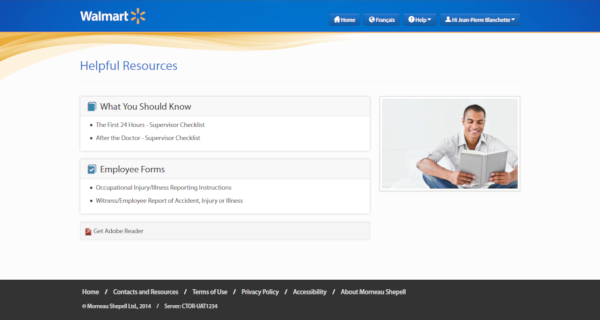 Walmart
Home Français Help Hi Jean-Pierre Blanchette
Helpful Resources
What You Should Know
The First 24 Hours - Supervisor Checklist
After the Doctor - Supervisor Checklist
Employee Forms
Occupational Injury/Illness Reporting Instructions
Witness/Employee Report of Accident, Injury or Illness
Get Adobe Reader
Home / Contacts and Resources / Terms of Use / Privacy Policy / Accessibility / About Morneau Shepell
© Morneau Shepell Ltd., 2014 / Server: CTOR-UAT1234